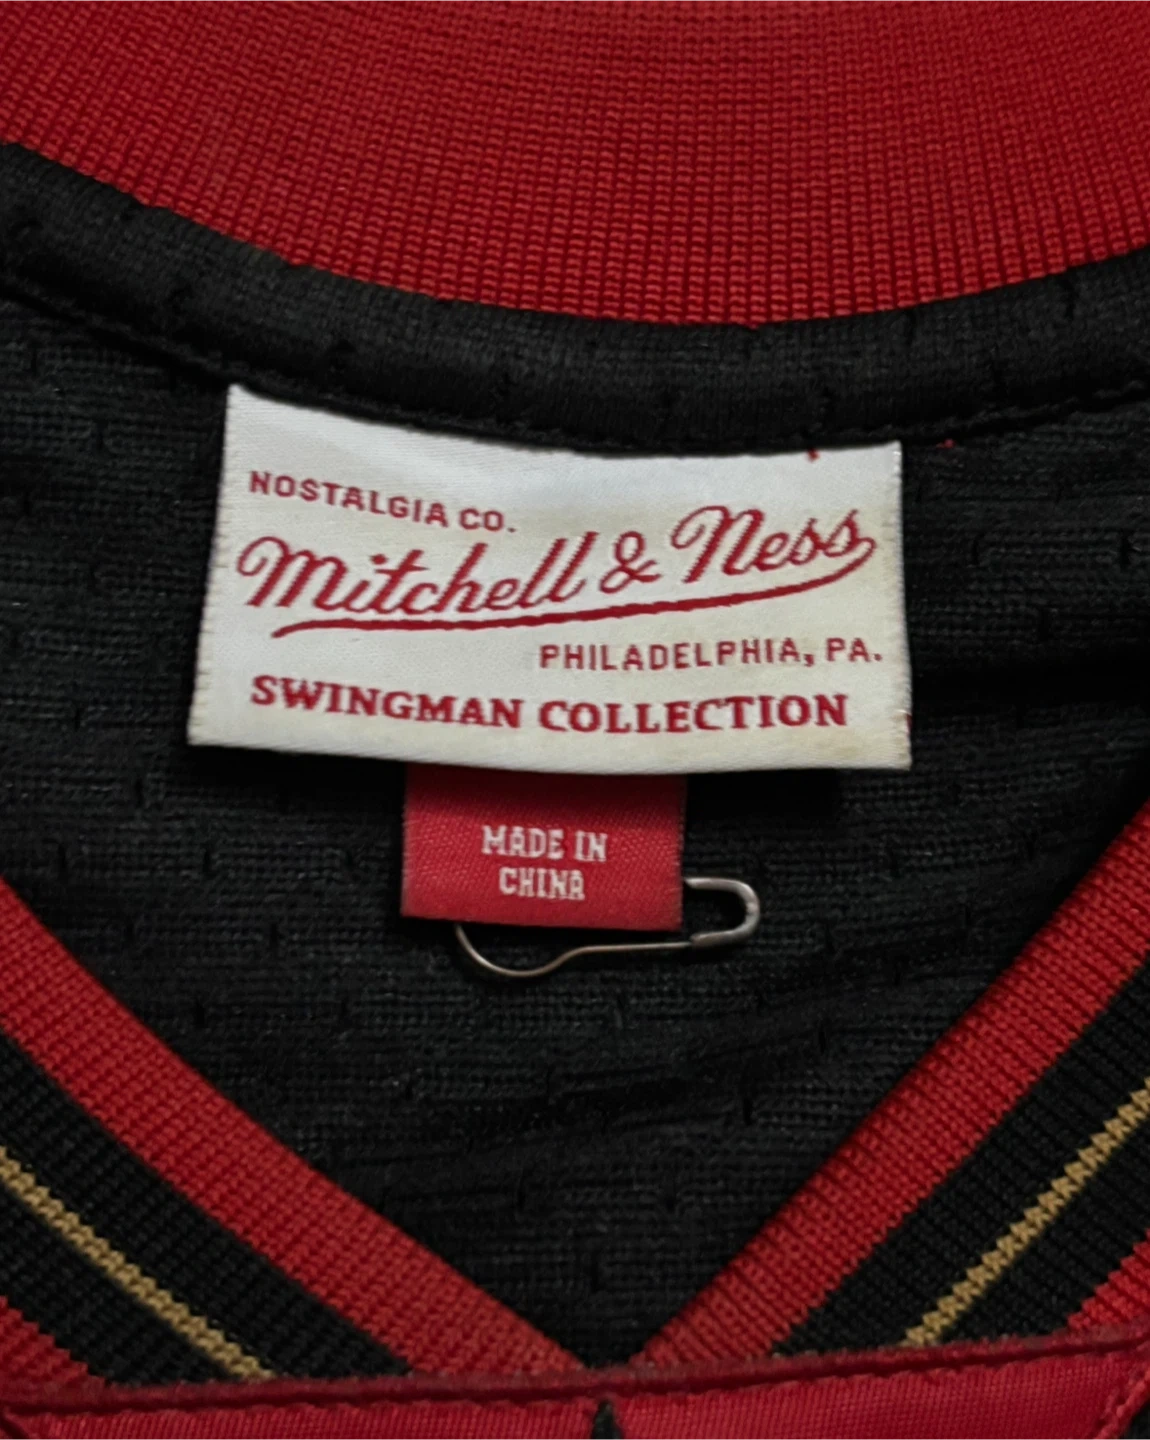 NOSTALGIA CO.
Mitchell & Ness
PHILADELPHIA, PA.
SWINGMAN COLLECTION
MADE IN
CHINA